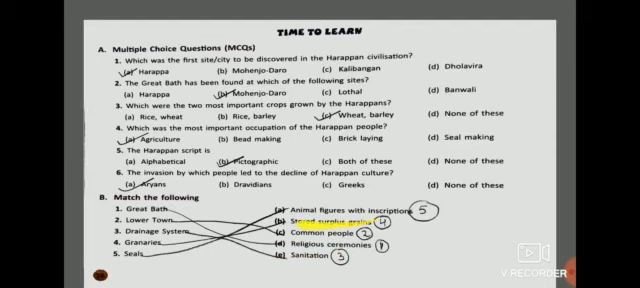 TIME TO LEARN
A. Multiple Choice Questions (MCQs)
1. Which was the first site/city to be discovered in the Harappan civilisation?
(a) Harappa (b) Mohenjo-Daro (c) Kalibangan (d) Dholavira
2. The Great Bath has been found at which of the following sites?
(a) Harappa (b) Mohenjo-Daro (c) Lothal (d) Banwali
3. Which were the two most important crops grown by the Harappans?
(a) Rice, wheat (b) Rice, barley (c) Wheat, barley (d) None of these
4. Which was the most important occupation of the Harappan people?
(a) Agriculture (b) Bead making (c) Brick laying (d) Seal making
5. The Harappan script is
(a) Alphabetical (b) Pictographic (c) Both of these (d) None of these
6. The invasion by which people led to the decline of Harappan culture?
(a) Aryans (b) Dravidians (c) Greeks (d) None of these
B. Match the following
1. Great Bath (a) Animal figures with inscriptions 5
2. Lower Town (b) Stored surplus grains 4
3. Drainage System (c) Common people 2
4. Granaries (d) Religious ceremonies 1
5. Seals (e) Sanitation 3
V RECORDER